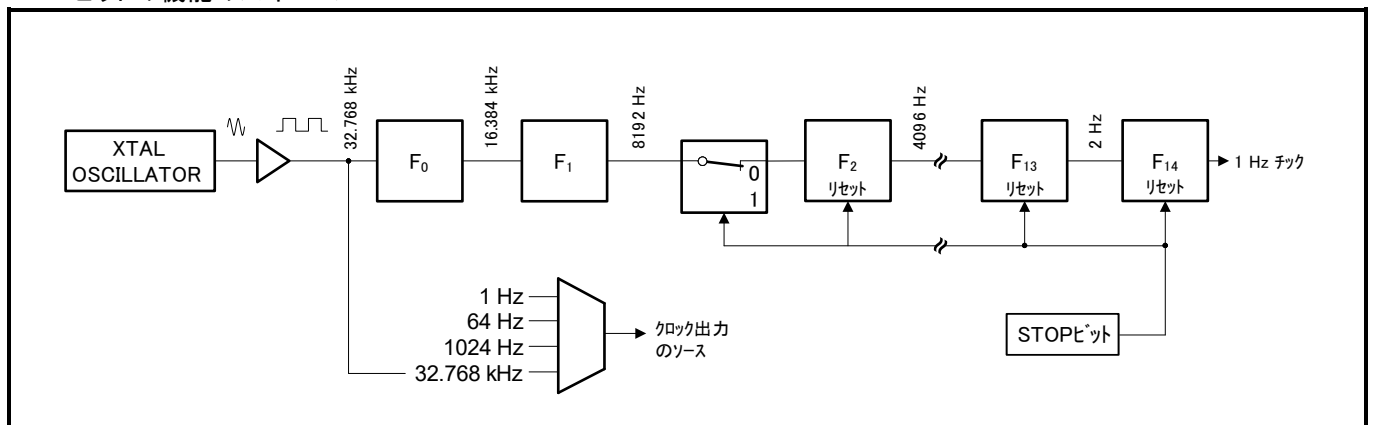 XTAL
OSCILLATOR
32.768 kHz
F₀
16.384 kHz
F₁
8192 Hz
0
1
F₂
リセット
4096 Hz
F₁₃
リセット
2 Hz
F₁₄
リセット
1 Hz チック
1 Hz
64 Hz
1024 Hz
32.768 kHz
クロック出力
のソース
STOPビット